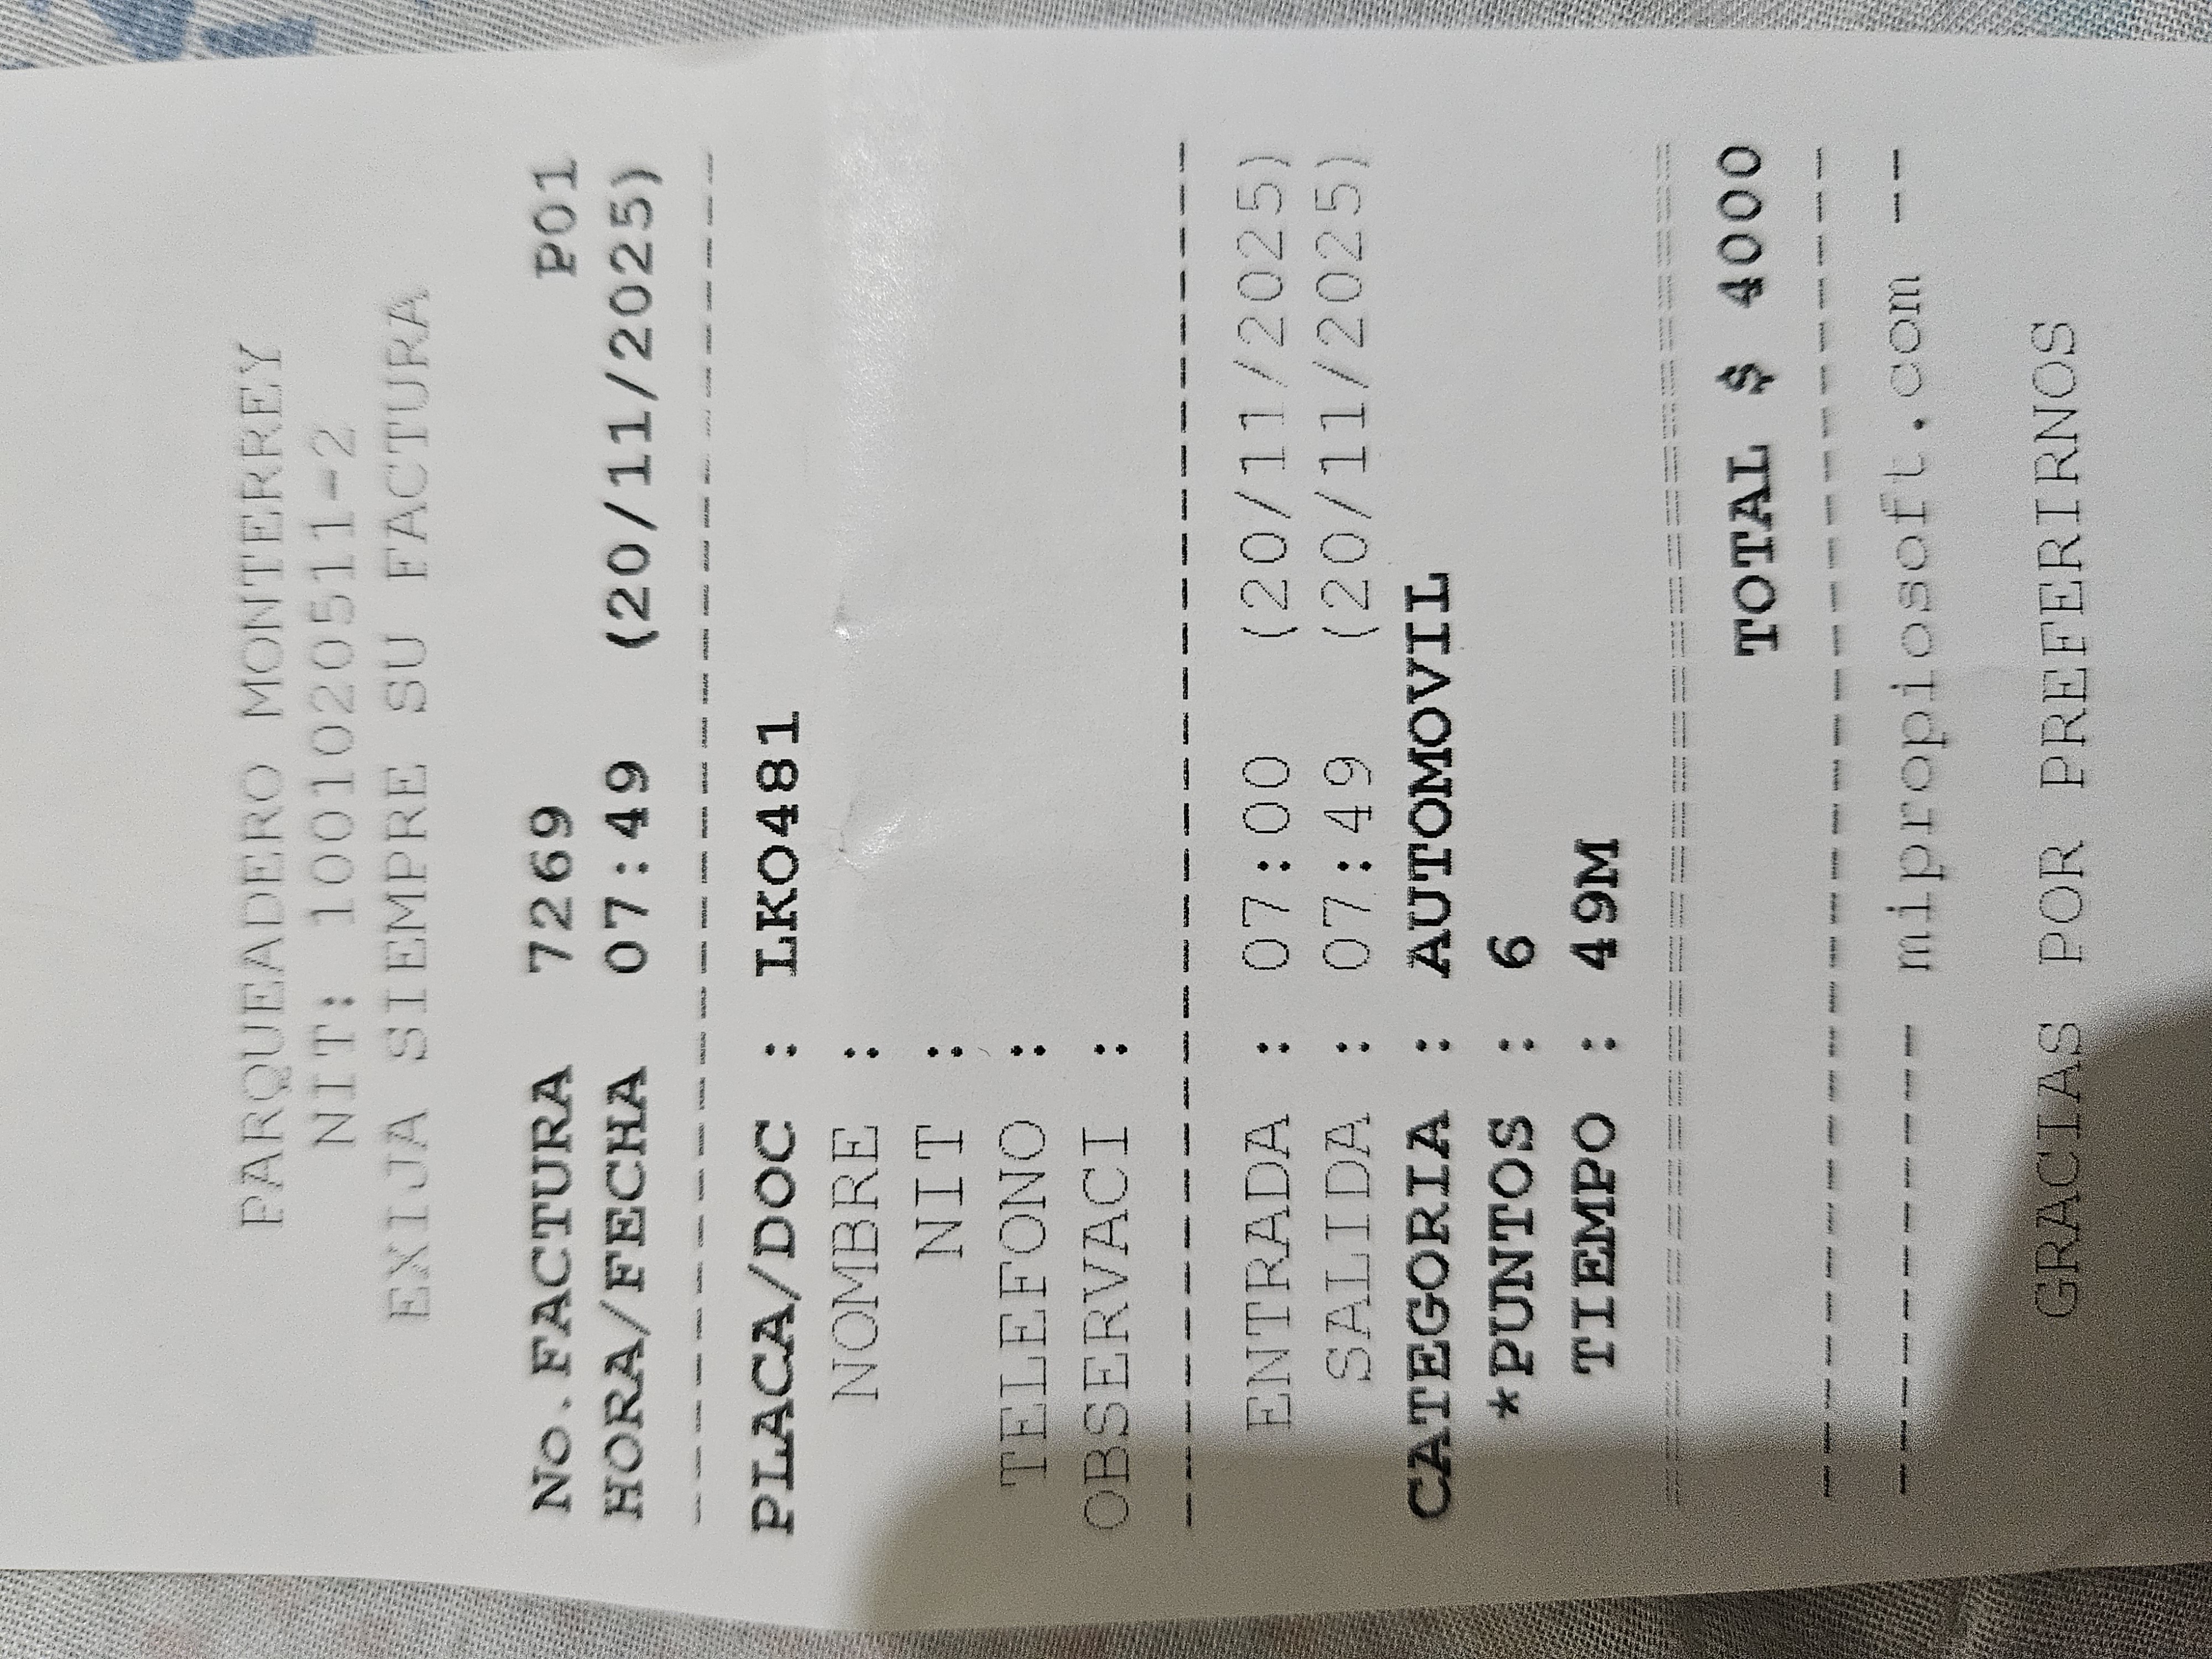 PARQUEADERO MONTERREY
NIT: 1001020511-2
EXIJA SIEMPRE SU FACTURA
No.FACTURA 7269 P01
HORA/FECHA 07:49 (20/11/2025)
--------------------------------
PLACA/DOC : LKO481
NOMBRE :
NIT :
TELEFONO :
OBSERVACI :
--------------------------------
ENTRADA : 07:00 (20/11/2025)
SALIDA : 07:49 (20/11/2025)
CATEGORIA : AUTOMOVIL
*PUNTOS : 6
TIEMPO : 49M
================================
TOTAL $ 4000
--------------------------------
----------- mipropiosoft.com --
GRACIAS POR PREFERIRNOS